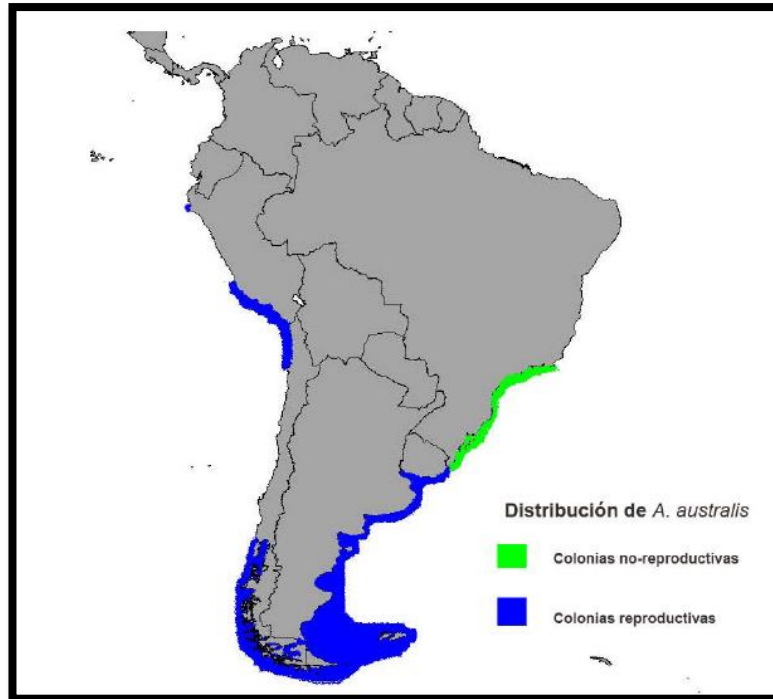 Distribución de A. australis
Colonias no-reproductivas
Colonias reproductivas